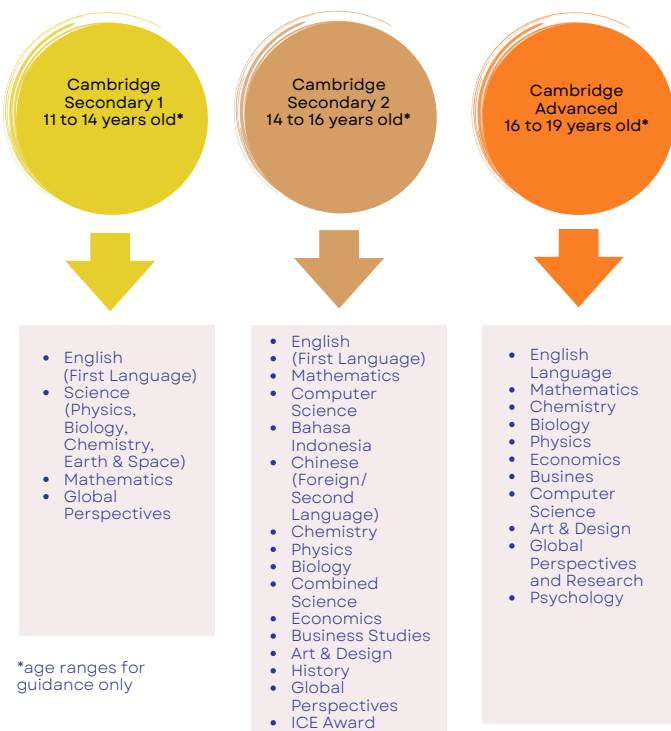 Cambridge
Secondary 1
11 to 14 years old*
Cambridge
Secondary 2
14 to 16 years old*
Cambridge
Advanced
16 to 19 years old*
• English
(First Language)
• Science
(Physics,
Biology,
Chemistry,
Earth & Space)
• Mathematics
• Global
Perspectives
*age ranges for
guidance only
• English
• (First Language)
• Mathematics
• Computer
Science
• Bahasa
Indonesia
• Chinese
(Foreign/
Second
Language)
• Chemistry
• Physics
• Biology
• Combined
Science
• Economics
• Business Studies
• Art & Design
• History
• Global
Perspectives
• ICE Award
• English
Language
• Mathematics
• Chemistry
• Biology
• Physics
• Economics
• Busines
• Computer
Science
• Art & Design
• Global
Perspectives
and Research
• Psychology